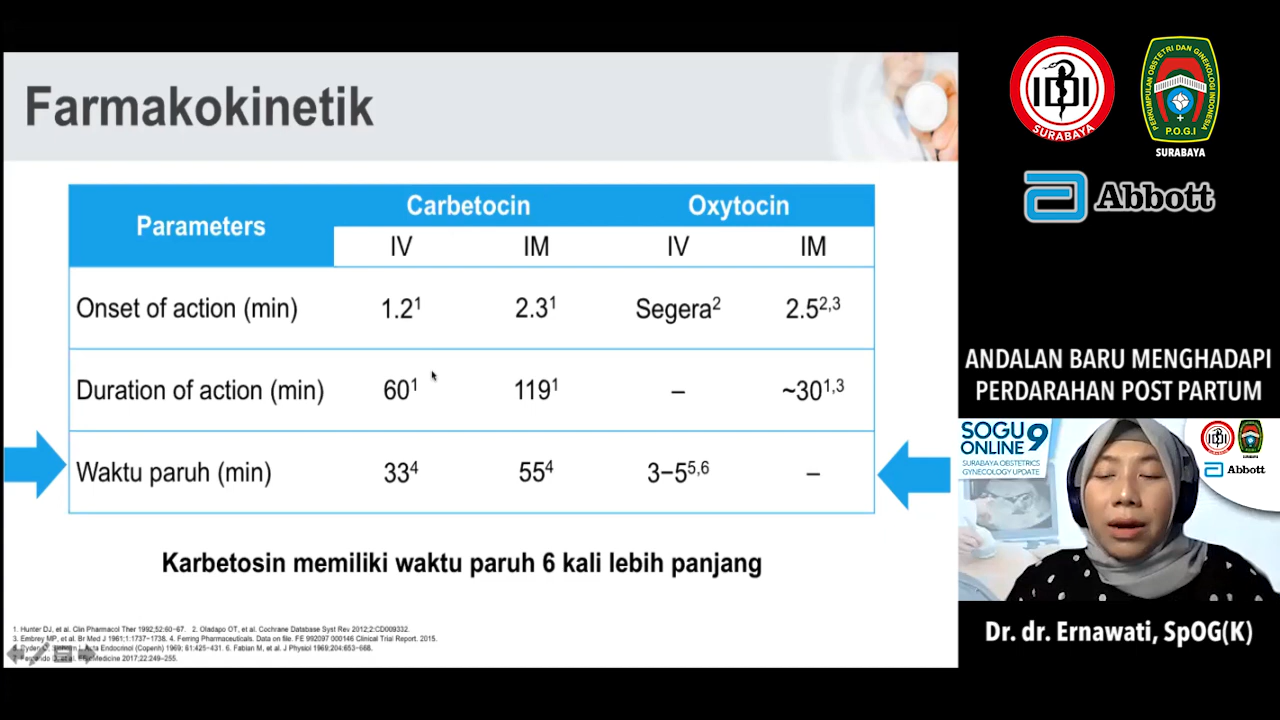 Farmakokinetik
Parameters
Carbetocin
Oxytocin
IV
IM
IV
IM
Onset of action (min)
1.2¹
2.3¹
Segera²
2.5²,³
Duration of action (min)
60¹
119¹
–
~30¹,³
Waktu paruh (min)
33⁴
55⁴
3–5⁵,⁶
–
Karbetosin memiliki waktu paruh 6 kali lebih panjang
1. Hunter DJ, et al. Clin Pharmacol Ther 1992;52:60–67. 2. Oladapo OT, et al. Cochrane Database Syst Rev 2012;2:CD009332.
3. Embrey MP, et al. Br Med J 1961;1:1737–1738. 4. Ferring Pharmaceuticals. Data on file. FE 992097 000146 Clinical Trial Report. 2015.
Acta Endocrinol (Copenh) 1969; 61:425–431. 6. Fabian M, et al. J Physiol 1969;204:653–668.
2017;22:249–255.
IDI
SURABAYA
PERKUMPULAN OBSTETRI DAN GINEKOLOGI INDONESIA
P.O.G.I
SURABAYA
Abbott
ANDALAN BARU MENGHADAPI
PERDARAHAN POST PARTUM
SOGU 9
ONLINE
SURABAYA OBSTETRICS
GYNECOLOGY UPDATE
Abbott
Dr. dr. Ernawati, SpOG(K)